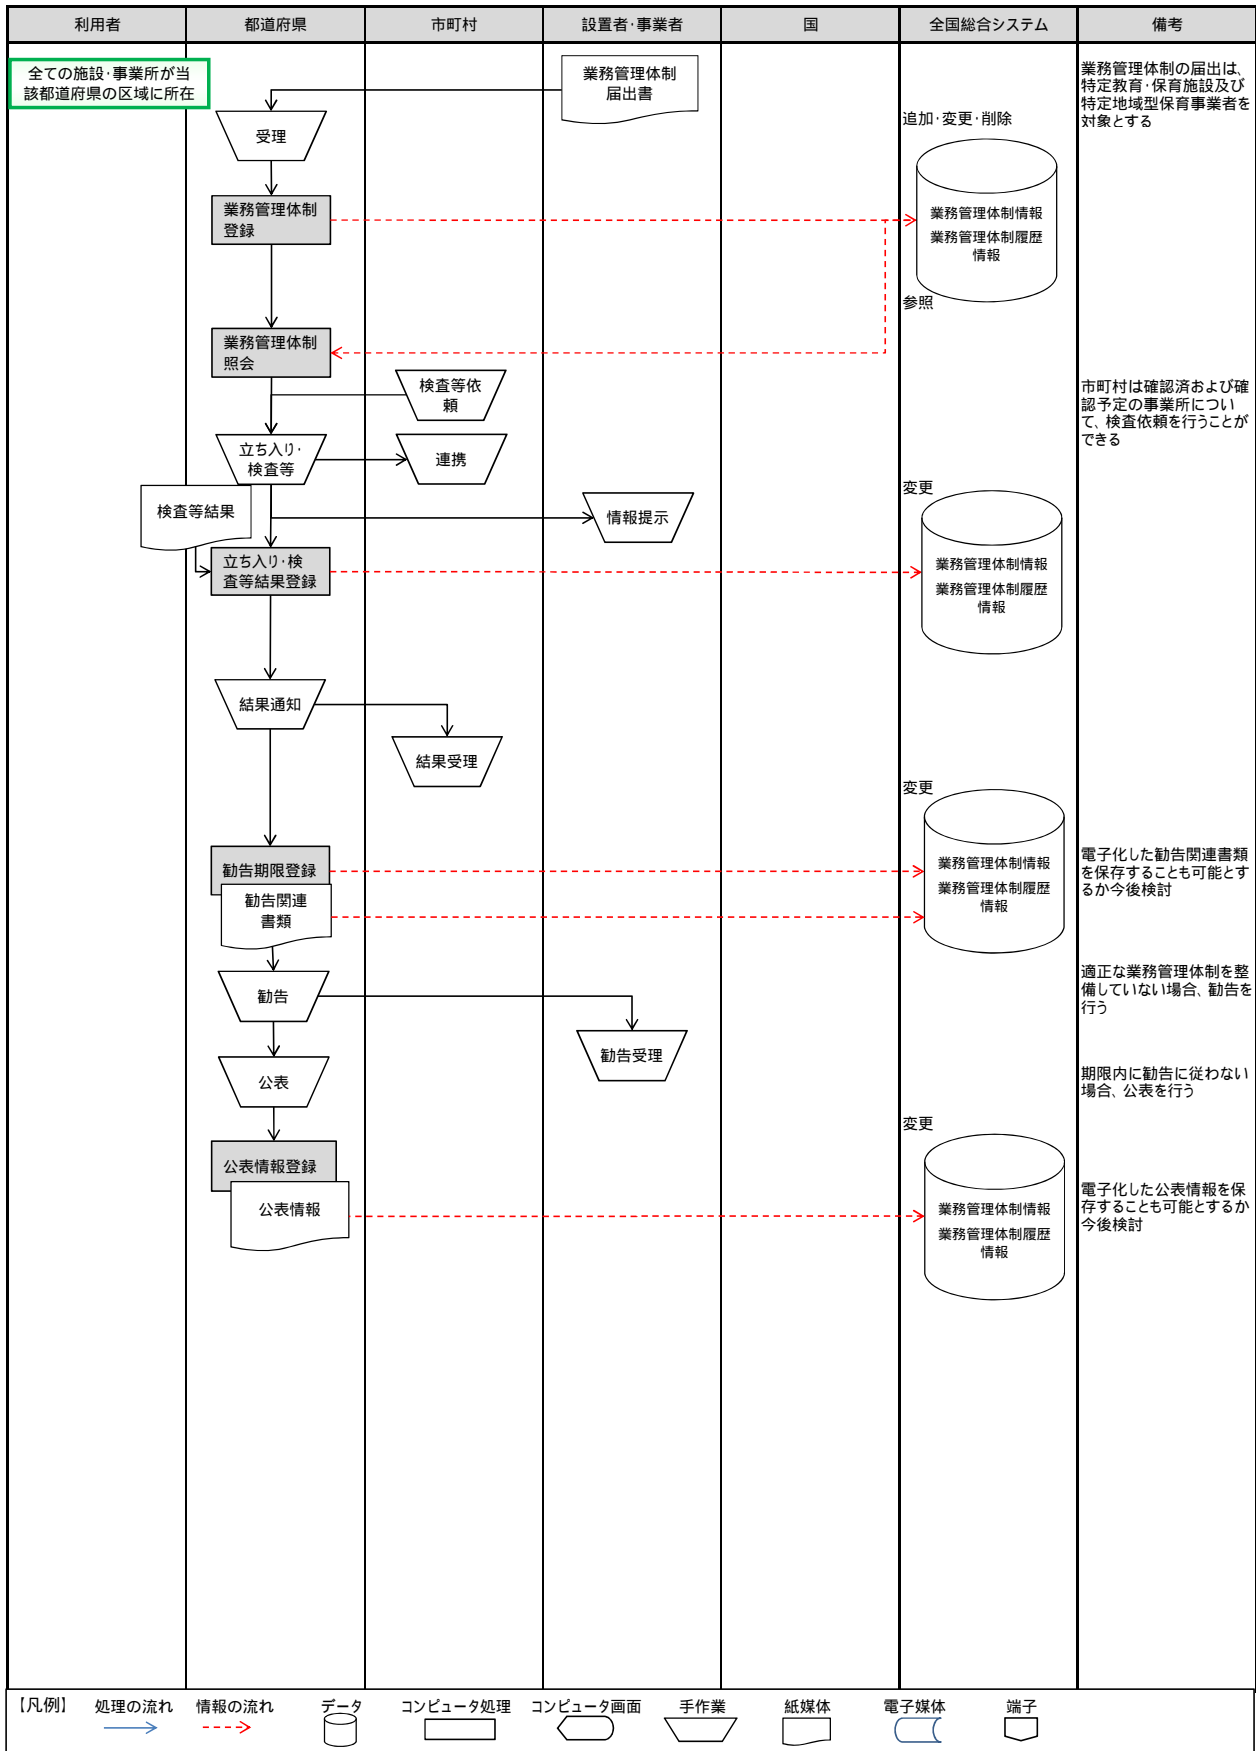 利用者
都道府県
市町村
設置者・事業者
国
全国総合システム
備考
全ての施設・事業所が当
該都道府県の区域に所在
業務管理体制
届出書
業務管理体制の届出は、
特定教育・保育施設及び
特定地域型保育事業者を
対象とする
受理
追加・変更・削除
業務管理体制
登録
業務管理体制情報
業務管理体制履歴
情報
参照
業務管理体制
照会
検査等依
頼
市町村は確認済および確
認予定の事業所につい
て、検査依頼を行うことが
できる
立ち入り・
検査等
連携
検査等結果
情報提示
変更
立ち入り・検
査等結果登録
業務管理体制情報
業務管理体制履歴
情報
結果通知
結果受理
変更
勧告期限登録
業務管理体制情報
業務管理体制履歴
情報
電子化した勧告関連書類
を保存することも可能とす
るか今後検討
勧告関連
書類
勧告
適正な業務管理体制を整
備していない場合、勧告を
行う
勧告受理
公表
期限内に勧告に従わない
場合、公表を行う
変更
公表情報登録
公表情報
業務管理体制情報
業務管理体制履歴
情報
電子化した公表情報を保
存することも可能とするか
今後検討
【凡例】 処理の流れ 情報の流れ データ コンピュータ処理 コンピュータ画面 手作業 紙媒体 電子媒体 端子